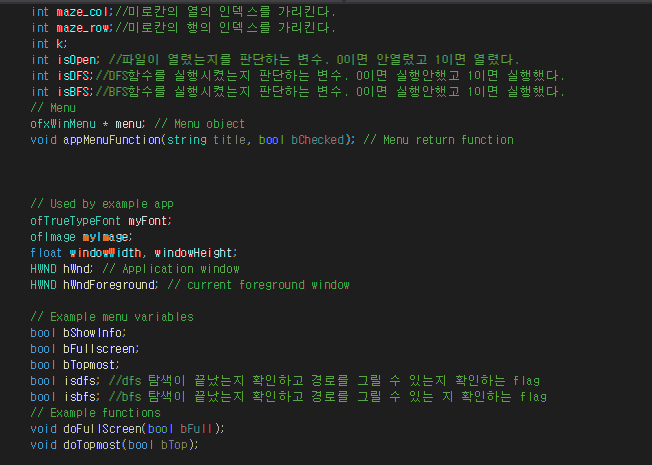 int maze_col;//미로칸의 열의 인덱스를 가리킨다.
int maze_row;//미로칸의 행의 인덱스를 가리킨다.
int k;
int isOpen; //파일이 열렸는지를 판단하는 변수. 0이면 안열렸고 1이면 열렸다.
int isDFS;//DFS함수를 실행시켰는지 판단하는 변수. 0이면 실행안했고 1이면 실행했다.
int isBFS;//BFS함수를 실행시켰는지 판단하는 변수. 0이면 실행안했고 1이면 실행했다.
// Menu
ofxWinMenu * menu; // Menu object
void appMenuFunction(string title, bool bChecked); // Menu return function
// Used by example app
ofTrueTypeFont myFont;
ofImage myImage;
float windowWidth, windowHeight;
HWND hWnd; // Application window
HWND hWndForeground; // current foreground window
// Example menu variables
bool bShowInfo;
bool bFullscreen;
bool bTopmost;
bool isdfs; //dfs 탐색이 끝났는지 확인하고 경로를 그릴 수 있는지 확인하는 flag
bool isbfs; //bfs 탐색이 끝났는지 확인하고 경로를 그릴 수 있는 지 확인하는 flag
// Example functions
void doFullScreen(bool bFull);
void doTopmost(bool bTop);